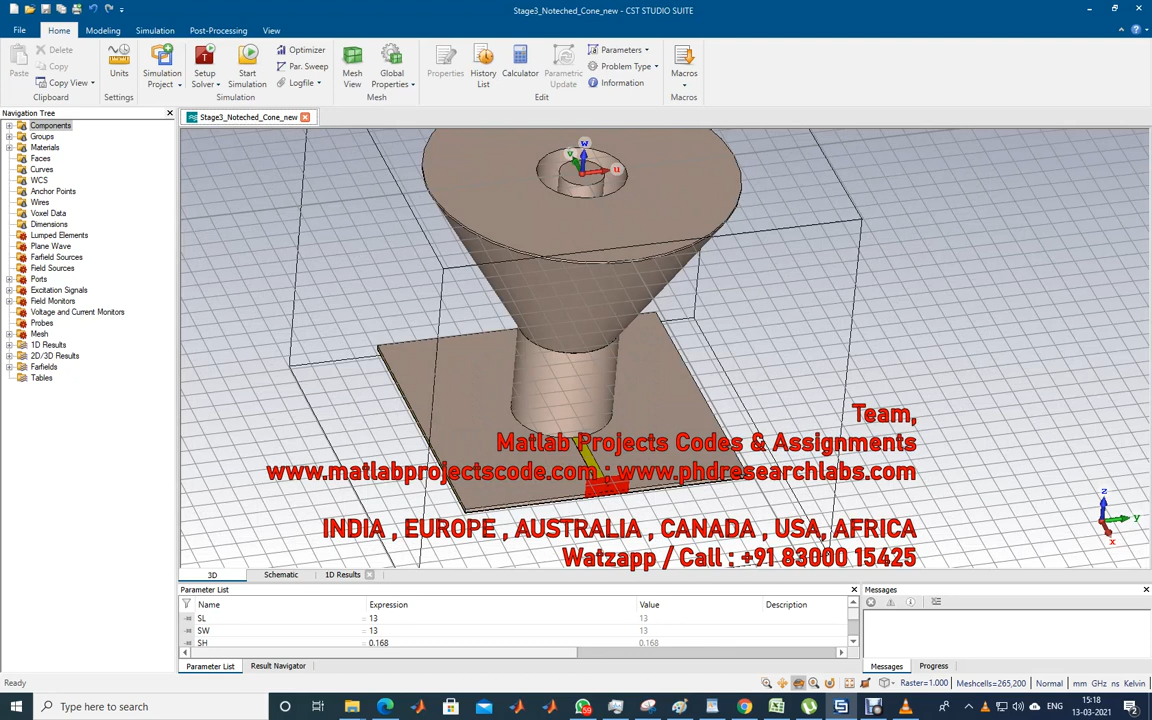 Stage3_Noteched_Cone_new - CST STUDIO SUITE
File
Home
Modeling
Simulation
Post-Processing
View
Paste
Delete
Copy
Copy View
Clipboard
Units
Settings
Simulation
Project
Setup
Solver
Start
Simulation
Optimizer
Par. Sweep
Logfile
Simulation
Mesh
View
Global
Properties
Mesh
Properties
History
List
Calculator
Parametric
Update
Parameters
Problem Type
Information
Edit
Macros
Macros
Navigation Tree
Stage3_Noteched_Cone_new
Components
Groups
Materials
Faces
Curves
WCS
Anchor Points
Wires
Voxel Data
Dimensions
Lumped Elements
Plane Wave
Farfield Sources
Field Sources
Ports
Excitation Signals
Field Monitors
Voltage and Current Monitors
Probes
Mesh
1D Results
2D/3D Results
Farfields
Tables
w
v
u
Team,
Matlab Projects Codes & Assignments
www.matlabprojectscode.com ; www.phdresearchlabs.com
INDIA , EUROPE , AUSTRALIA , CANADA , USA, AFRICA
Watzapp / Call : +91 83000 15425
z
y
x
3D
Schematic
1D Results
Parameter List
Name Expression Value Description
SL = 13 13
SW = 13 13
SH = 0.168 0.168
Parameter List
Result Navigator
Messages
Messages
Progress
Ready
Raster=1.000 Meshcells=265,200 Normal mm GHz ns Kelvin
Type here to search
59
ENG
15:18
13-03-2021
2